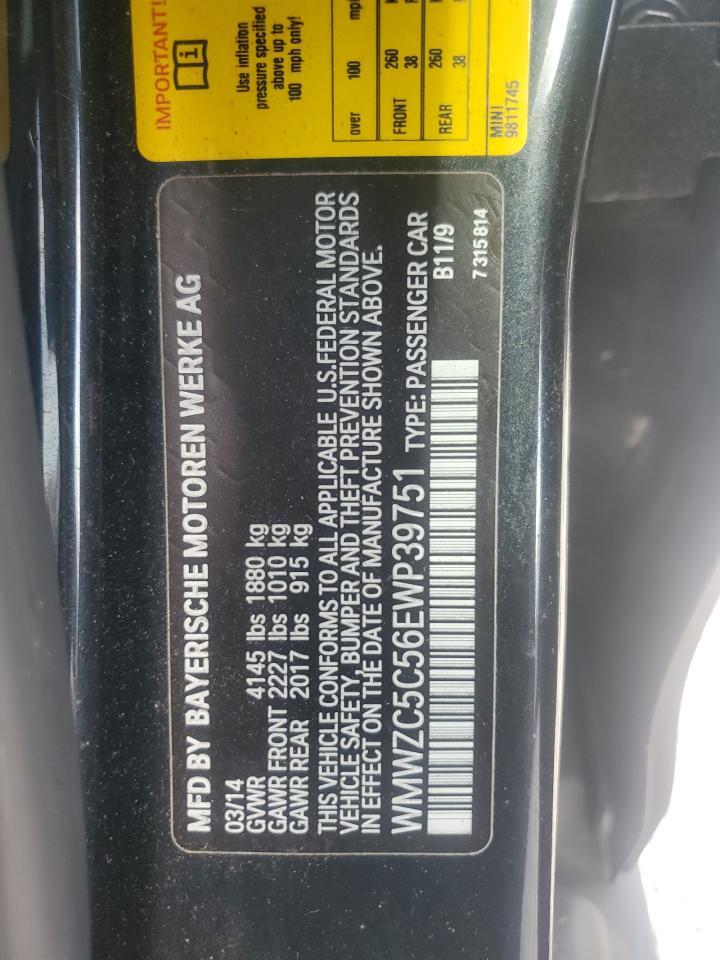 IMPORTANT!
i
Use inflation
pressure specified
above up to
100 mph only!
over 100 mpl
FRONT 260
38
REAR 260
38
MINI
9811745
MFD BY BAYERISCHE MOTOREN WERKE AG
03/14
GVWR 4145 lbs 1880 kg
GAWR FRONT 2227 lbs 1010 kg
GAWR REAR 2017 lbs 915 kg
THIS VEHICLE CONFORMS TO ALL APPLICABLE U.S.FEDERAL MOTOR
VEHICLE SAFETY, BUMPER AND THEFT PREVENTION STANDARDS
IN EFFECT ON THE DATE OF MANUFACTURE SHOWN ABOVE.
WMWZC5C56EWP39751 TYPE: PASSENGER CAR
B11/9
7 315 814